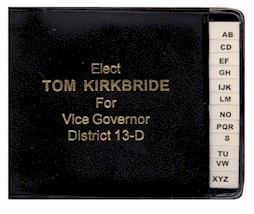 Elect
TOM KIRKBRIDE
For
Vice Governor
District 13-D
AB
CD
EF
GH
IJK
LM
NO
PQR
S
TU
VW
XYZ